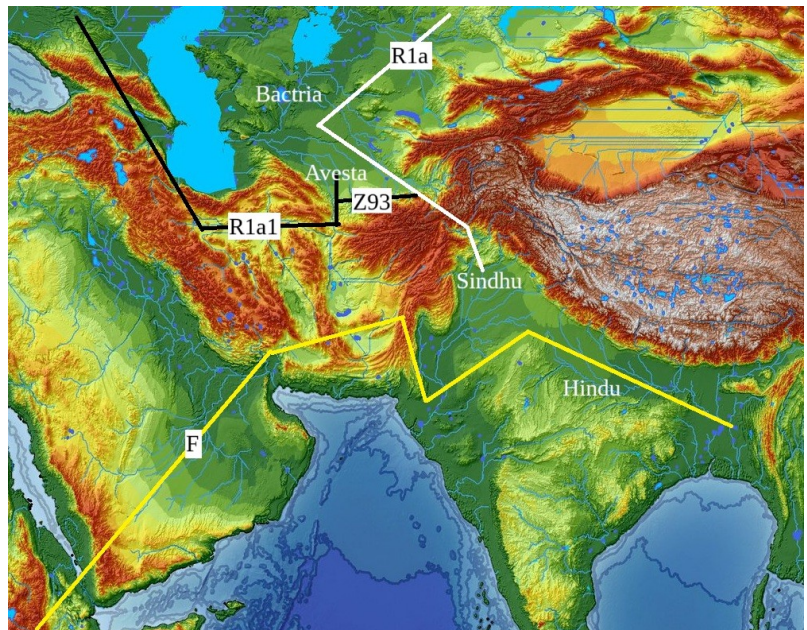 R1a
Bactria
Avesta
Z93
R1a1
Sindhu
Hindu
F